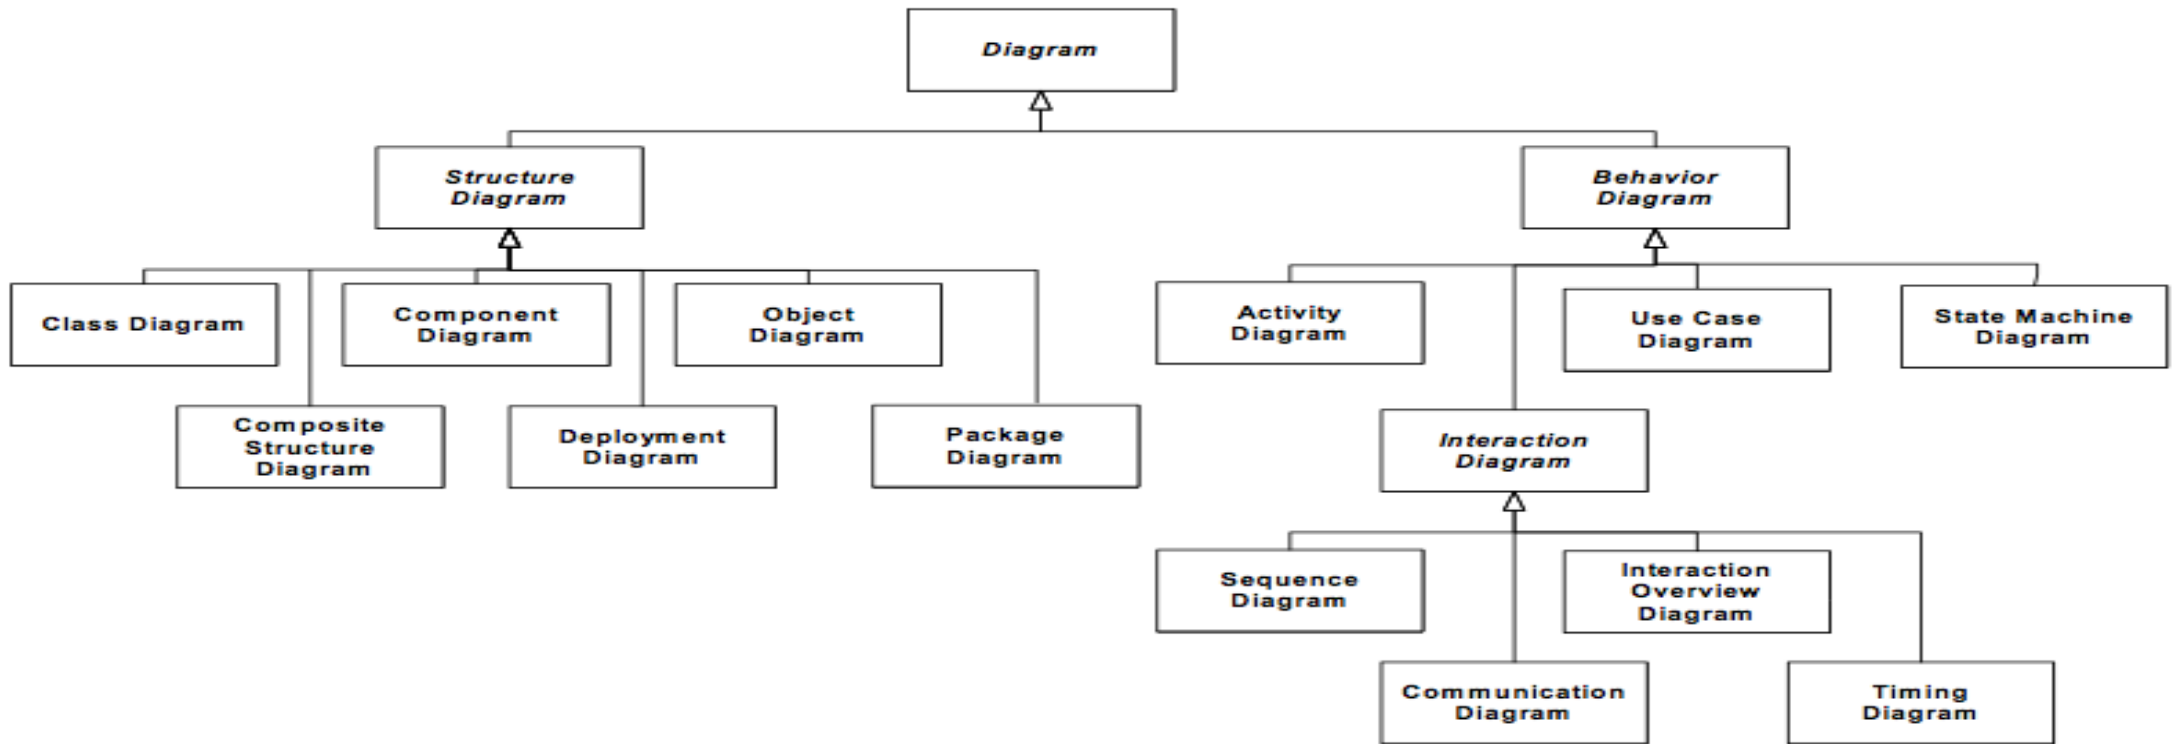 Diagram
Structure
Diagram
Behavior
Diagram
Class Diagram
Component
Diagram
Object
Diagram
Activity
Diagram
Use Case
Diagram
State Machine
Diagram
Composite
Structure
Diagram
Deployment
Diagram
Package
Diagram
Interaction
Diagram
Sequence
Diagram
Interaction
Overview
Diagram
Communication
Diagram
Timing
Diagram